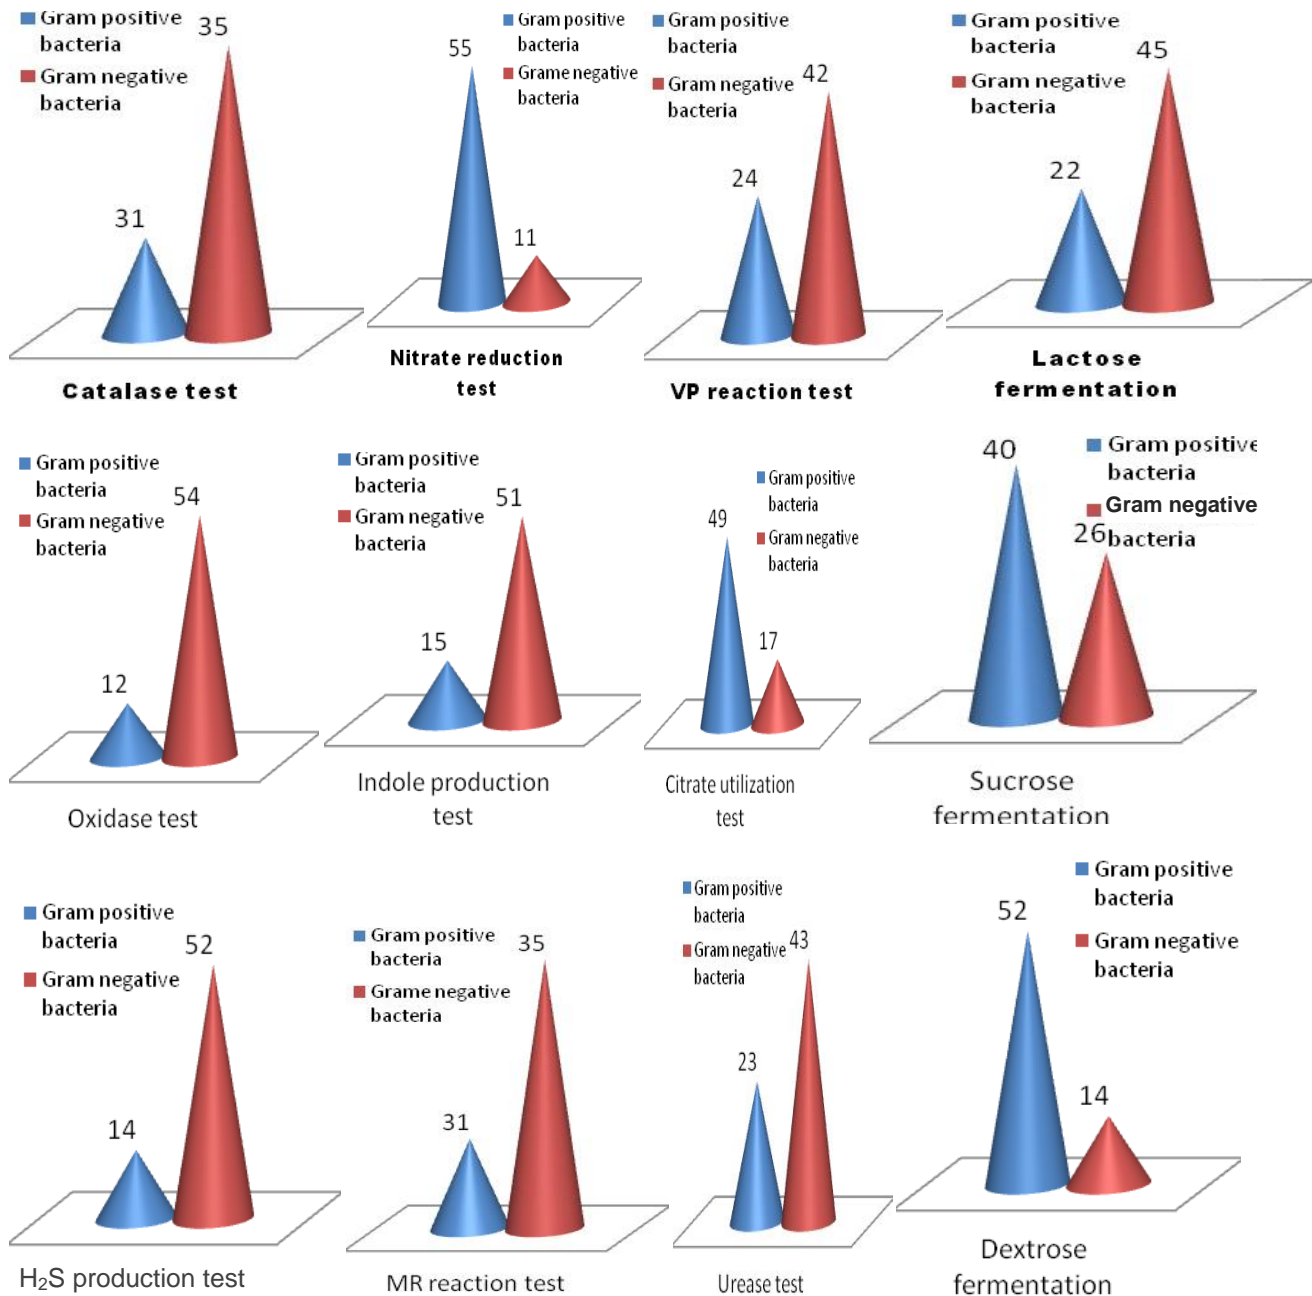 Gram positive
bacteria
Gram negative
bacteria
35
31
Catalase test
Gram positive
bacteria
Grame negative
bacteria
55
11
Nitrate reduction
test
Gram positive
bacteria
Gram negative
bacteria
42
24
VP reaction test
Gram positive
bacteria
Gram negative
bacteria
45
22
Lactose
fermentation
Gram positive
bacteria
Gram negative
bacteria
54
12
Oxidase test
Gram positive
bacteria
Gram negative
bacteria
51
15
Indole production
test
Gram positive
bacteria
Gram negative
bacteria
49
17
Citrate utilization
test
Gram positive
bacteria
Gram negative
bacteria
40
26
Sucrose
fermentation
Gram positive
bacteria
Gram negative
bacteria
52
14
H₂S production test
Gram positive
bacteria
Grame negative
bacteria
35
31
MR reaction test
Gram positive
bacteria
Gram negative
bacteria
43
23
Urease test
Gram positive
bacteria
Gram negative
bacteria
52
14
Dextrose
fermentation